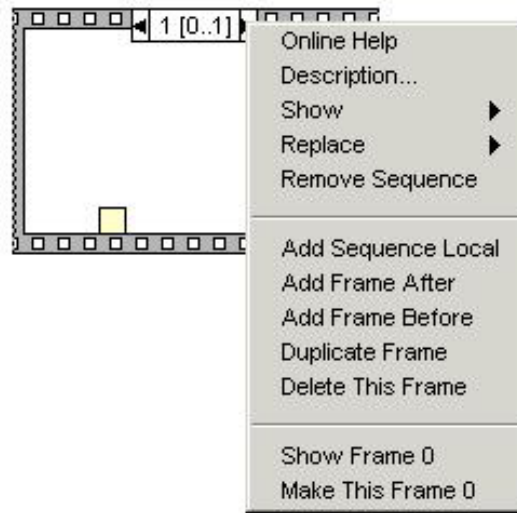 1 [0..1]
Online Help
Description...
Show
Replace
Remove Sequence
Add Sequence Local
Add Frame After
Add Frame Before
Duplicate Frame
Delete This Frame
Show Frame 0
Make This Frame 0